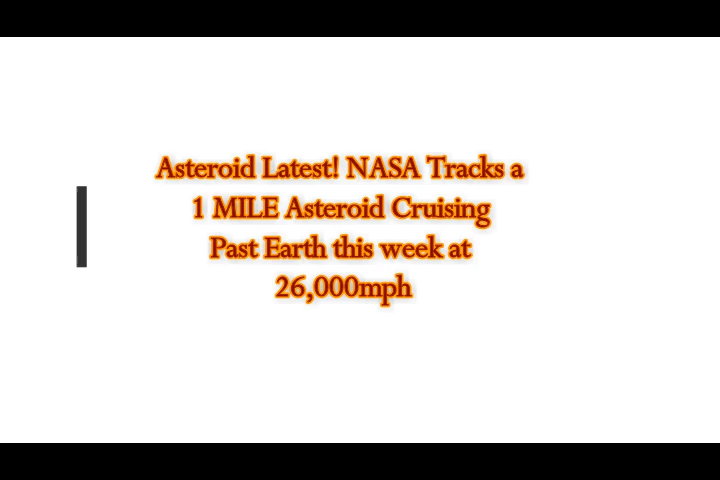 Asteroid Latest! NASA Tracks a
1 MILE Asteroid Cruising
Past Earth this week at
26,000mph